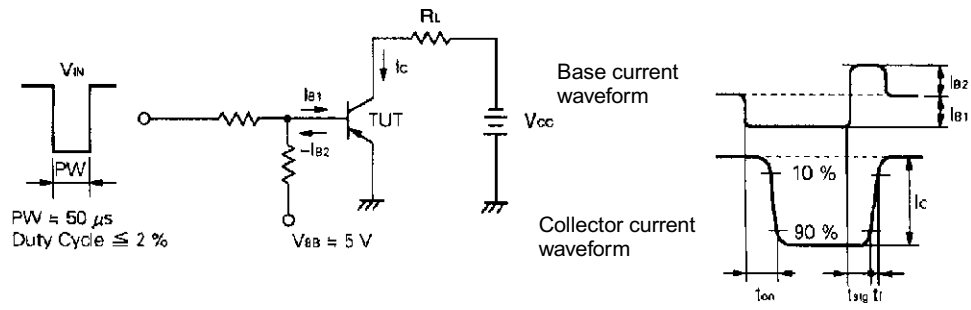 VIN
PW
PW ≒ 50 μs
Duty Cycle ≦ 2 %
IB1
−IB2
VBB ≒ 5 V
TUT
IC
RL
VCC
Base current
waveform
IB2
IB1
Collector current
waveform
10 %
90 %
IC
ton
tstg tf